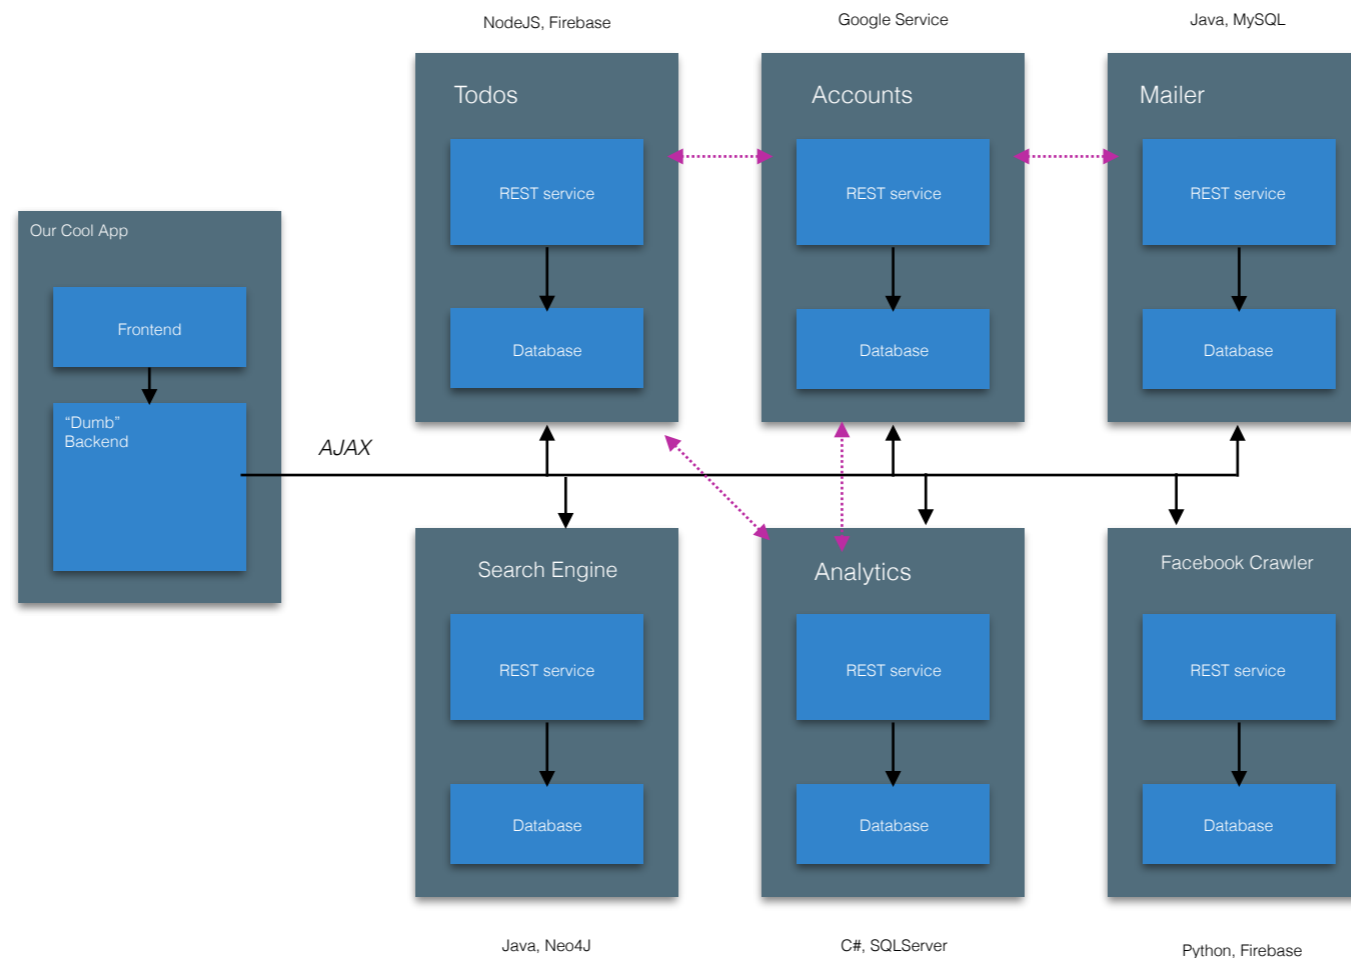 NodeJS, Firebase
Google Service
Java, MySQL
Todos
Accounts
Mailer
REST service
REST service
REST service
Our Cool App
Frontend
Database
Database
Database
“Dumb”
Backend
AJAX
Search Engine
Analytics
Facebook Crawler
REST service
REST service
REST service
Database
Database
Database
Java, Neo4J
C#, SQLServer
Python, Firebase